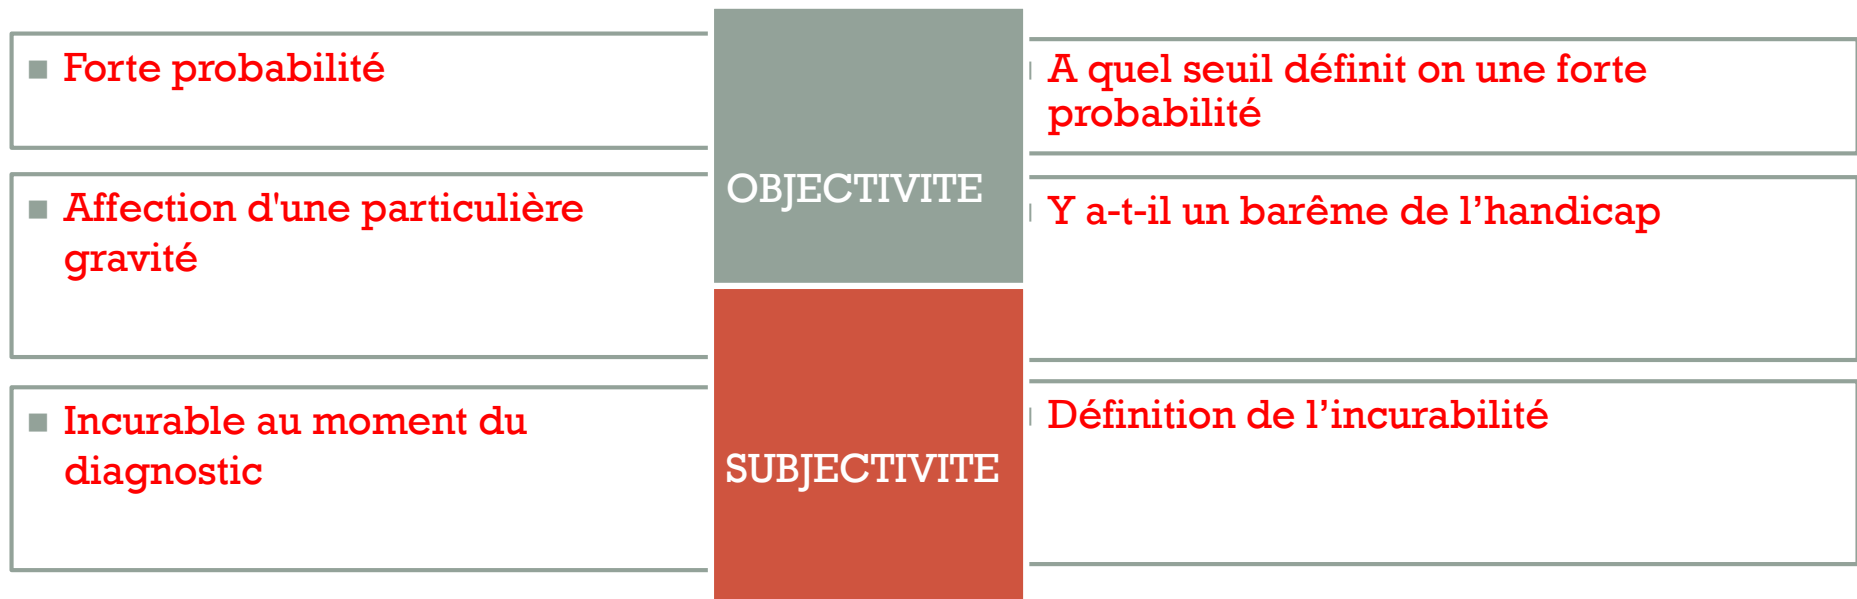 Forte probabilité
Affection d'une particulière
gravité
Incurable au moment du
diagnostic
OBJECTIVITE
SUBJECTIVITE
A quel seuil définit on une forte
probabilité
Y a-t-il un barême de l’handicap
Définition de l’incurabilité